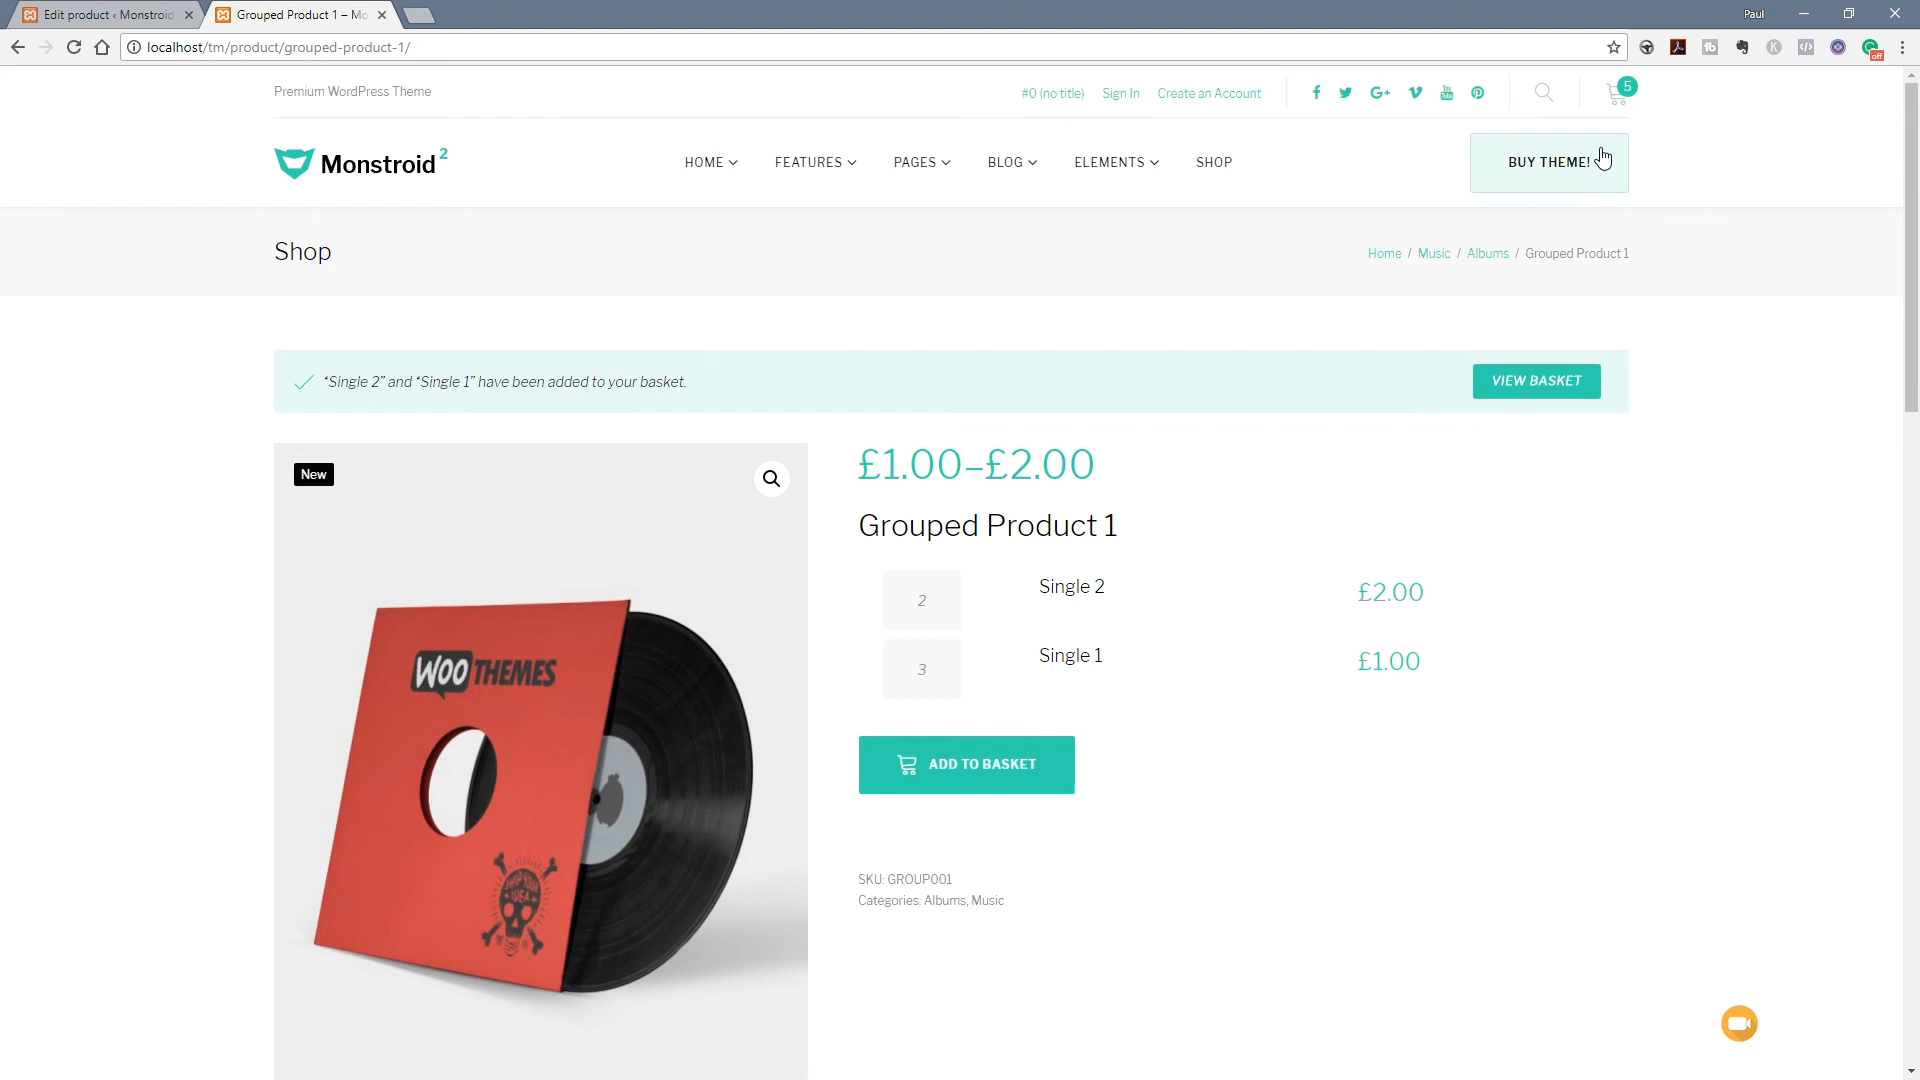 Edit product ‹ Monstroid
Grouped Product 1 – Mo
Paul
localhost/tm/product/grouped-product-1/
off
Premium WordPress Theme
#0 (no title)
Sign In
Create an Account
5
Monstroid 2
HOME
FEATURES
PAGES
BLOG
ELEMENTS
SHOP
BUY THEME!
Shop
Home / Music / Albums / Grouped Product 1
“Single 2” and “Single 1” have been added to your basket.
VIEW BASKET
New
£1.00–£2.00
Grouped Product 1
2 Single 2 £2.00
3 Single 1 £1.00
ADD TO BASKET
WOO THEMES
SHIP YOUR
IDEA
SKU: GROUP001
Categories: Albums, Music